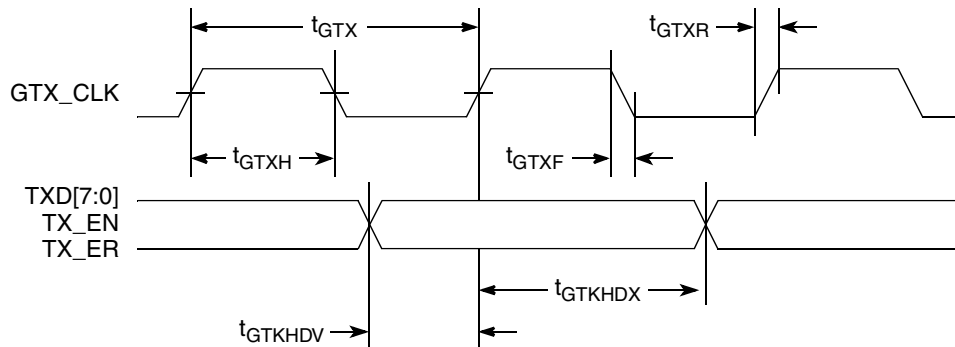 tGTX
tGTXR
GTX_CLK
tGTXH
tGTXF
TXD[7:0]
TX_EN
TX_ER
tGTKHDX
tGTKHDV